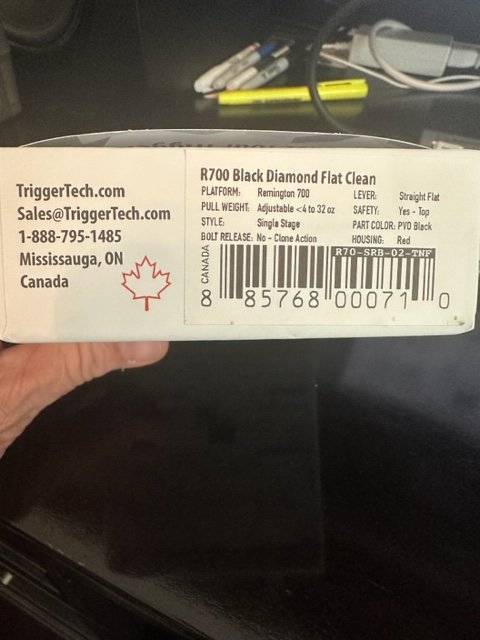 TriggerTech.com
Sales@TriggerTech.com
1-888-795-1485
Mississauga, ON
Canada
R700 Black Diamond Flat Clean
PLATFORM: Remington 700
PULL WEIGHT: Adjustable <4 to 32 oz
STYLE: Single Stage
BOLT RELEASE: No - Clone Action
LEVER: Straight Flat
SAFETY: Yes - Top
PART COLOR: PVD Black
HOUSING: Red
CANADA
R70-SRB-02-TNF
8 85768 00071 0